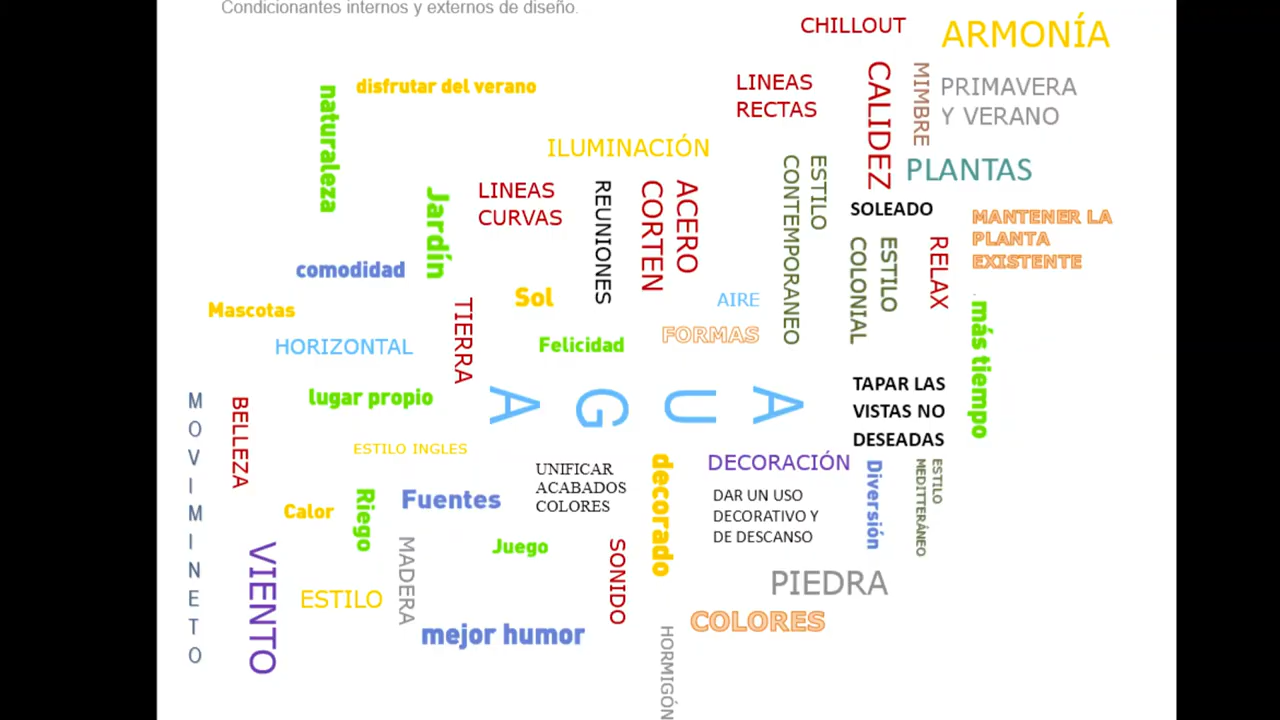 Condicionantes internos y externos de diseño.
CHILLOUT
ARMONÍA
disfrutar del verano
naturaleza
LINEAS
RECTAS
CALIDEZ
MIMBRE
PRIMAVERA
Y VERANO
ILUMINACIÓN
PLANTAS
ESTILO
CONTEMPORANEO
Jardín
LINEAS
CURVAS
REUNIONES
ACERO
CORTEN
SOLEADO
MANTENER LA
PLANTA
EXISTENTE
ESTILO
COLONIAL
RELAX
comodidad
Mascotas
TIERRA
Sol
AIRE
más tiempo
HORIZONTAL
Felicidad
FORMAS
lugar propio
AGUA
TAPAR LAS
VISTAS NO
DESEADAS
MOVIMINETO
BELLEZA
ESTILO INGLES
UNIFICAR
ACABADOS
COLORES
decorado
DECORACIÓN
Diversión
ESTILO
MEDITTERÁNEO
Calor
Riego
Fuentes
DAR UN USO
DECORATIVO Y
DE DESCANSO
VIENTO
MADERA
Juego
SONIDO
PIEDRA
ESTILO
COLORES
mejor humor
HORMIGÓN